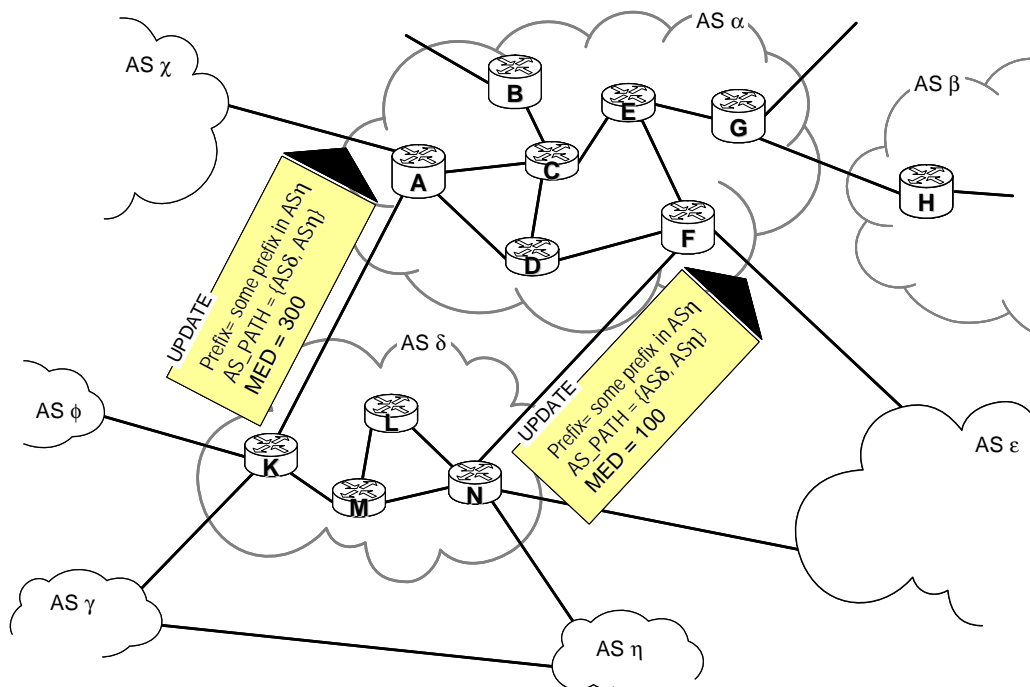 AS α
AS χ
AS β
B
E
G
C
A
H
F
D
UPDATE
Prefix= some prefix in ASη
AS_PATH = {ASδ, ASη}
MED = 300
AS δ
UPDATE
Prefix= some prefix in ASη
AS_PATH = {ASδ, ASη}
MED = 100
AS ϕ
L
AS ε
K
M
N
AS γ
AS η